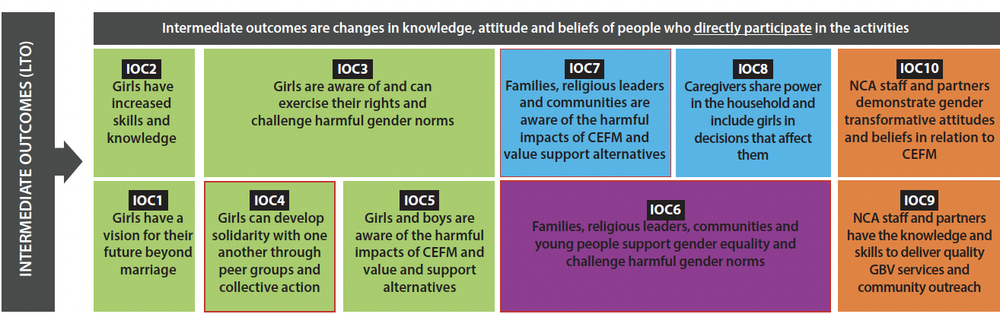 INTERMEDIATE OUTCOMES (LTO)
Intermediate outcomes are changes in knowledge, attitude and beliefs of people who directly participate in the activities
IOC2
Girls have
increased
skills and
knowledge
IOC3
Girls are aware of and can
exercise their rights and
challenge harmful gender norms
IOC7
Families, religious leaders
and communities are
aware of the harmful
impacts of CEFM and
value support alternatives
IOC8
Caregivers share power
in the household and
include girls in
decisions that affect
them
IOC10
NCA staff and partners
demonstrate gender
transformative attitudes
and beliefs in relation to
CEFM
IOC1
Girls have a
vision for their
future beyond
marriage
IOC4
Girls can develop
solidarity with one
another through
peer groups and
collective action
IOC5
Girls and boys are
aware of the harmful
impacts of CEFM and
value and support
alternatives
IOC6
Families, religious leaders, communities and
young people support gender equality and
challenge harmful gender norms
IOC9
NCA staff and partners
have the knowledge and
skills to deliver quality
GBV services and
community outreach